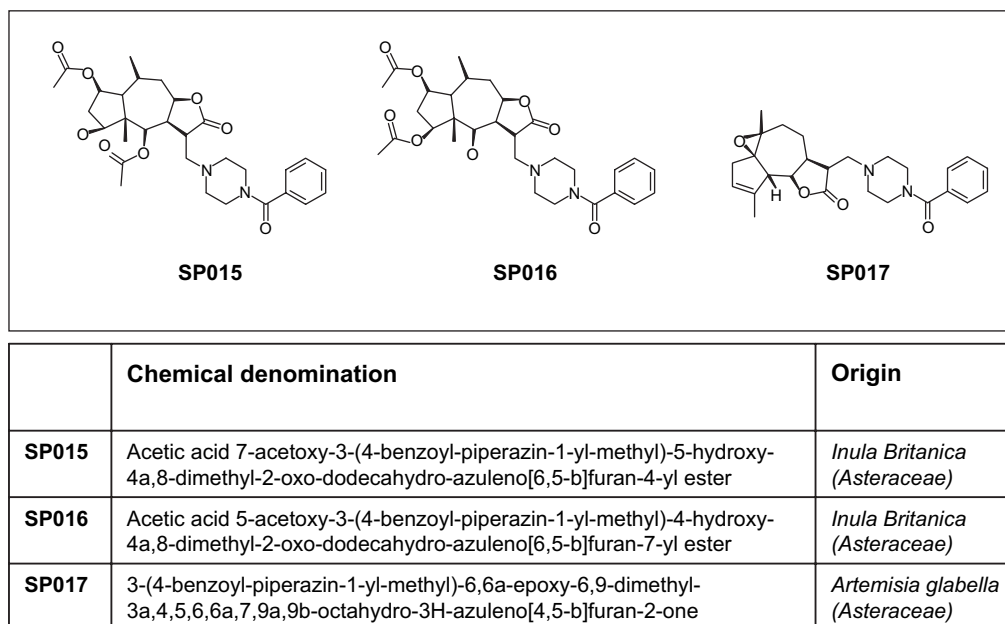 O
O
O
O
O
O
O
O
N
N
O
SP015
O
O
O
O
O
O
O
O
N
N
O
SP016
O
H
O
O
N
N
O
SP017
Chemical denomination
Origin
SP015
Acetic acid 7-acetoxy-3-(4-benzoyl-piperazin-1-yl-methyl)-5-hydroxy-
4a,8-dimethyl-2-oxo-dodecahydro-azuleno[6,5-b]furan-4-yl ester
Inula Britanica
(Asteraceae)
SP016
Acetic acid 5-acetoxy-3-(4-benzoyl-piperazin-1-yl-methyl)-4-hydroxy-
4a,8-dimethyl-2-oxo-dodecahydro-azuleno[6,5-b]furan-7-yl ester
Inula Britanica
(Asteraceae)
SP017
3-(4-benzoyl-piperazin-1-yl-methyl)-6,6a-epoxy-6,9-dimethyl-
3a,4,5,6,6a,7,9a,9b-octahydro-3H-azuleno[4,5-b]furan-2-one
Artemisia glabella
(Asteraceae)